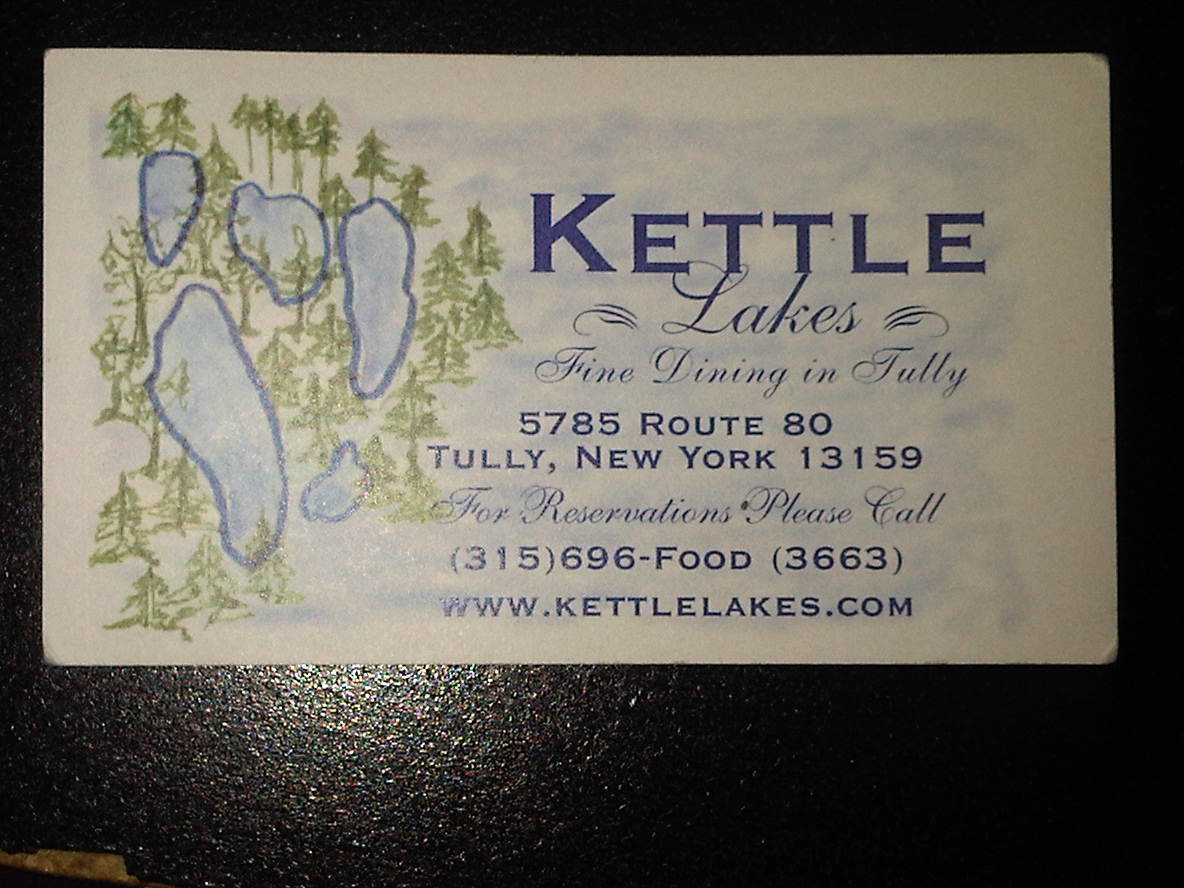 KETTLE
Lakes
Fine Dining in Tully
5785 ROUTE 80
TULLY, NEW YORK 13159
For Reservations Please Call
(315)696-FOOD (3663)
WWW.KETTLELAKES.COM